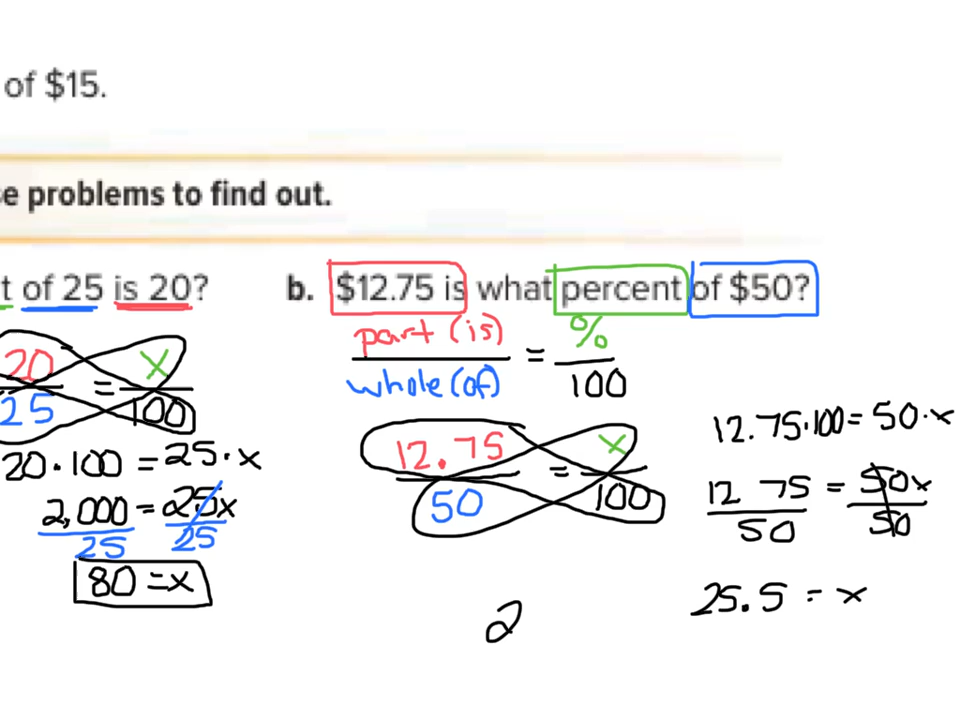 of $15.
e problems to find out.
t of 25 is 20?
b. $12.75 is what percent of $50?
part (is) / whole (of) = % / 100
20 / 25 = x / 100
20 · 100 = 25 · x
2,000 / 25 = 25x / 25
80 = x
12.75 / 50 = x / 100
12.75 · 100 = 50 · x
12 75 / 50 = 50x / 50
25.5 = x
2